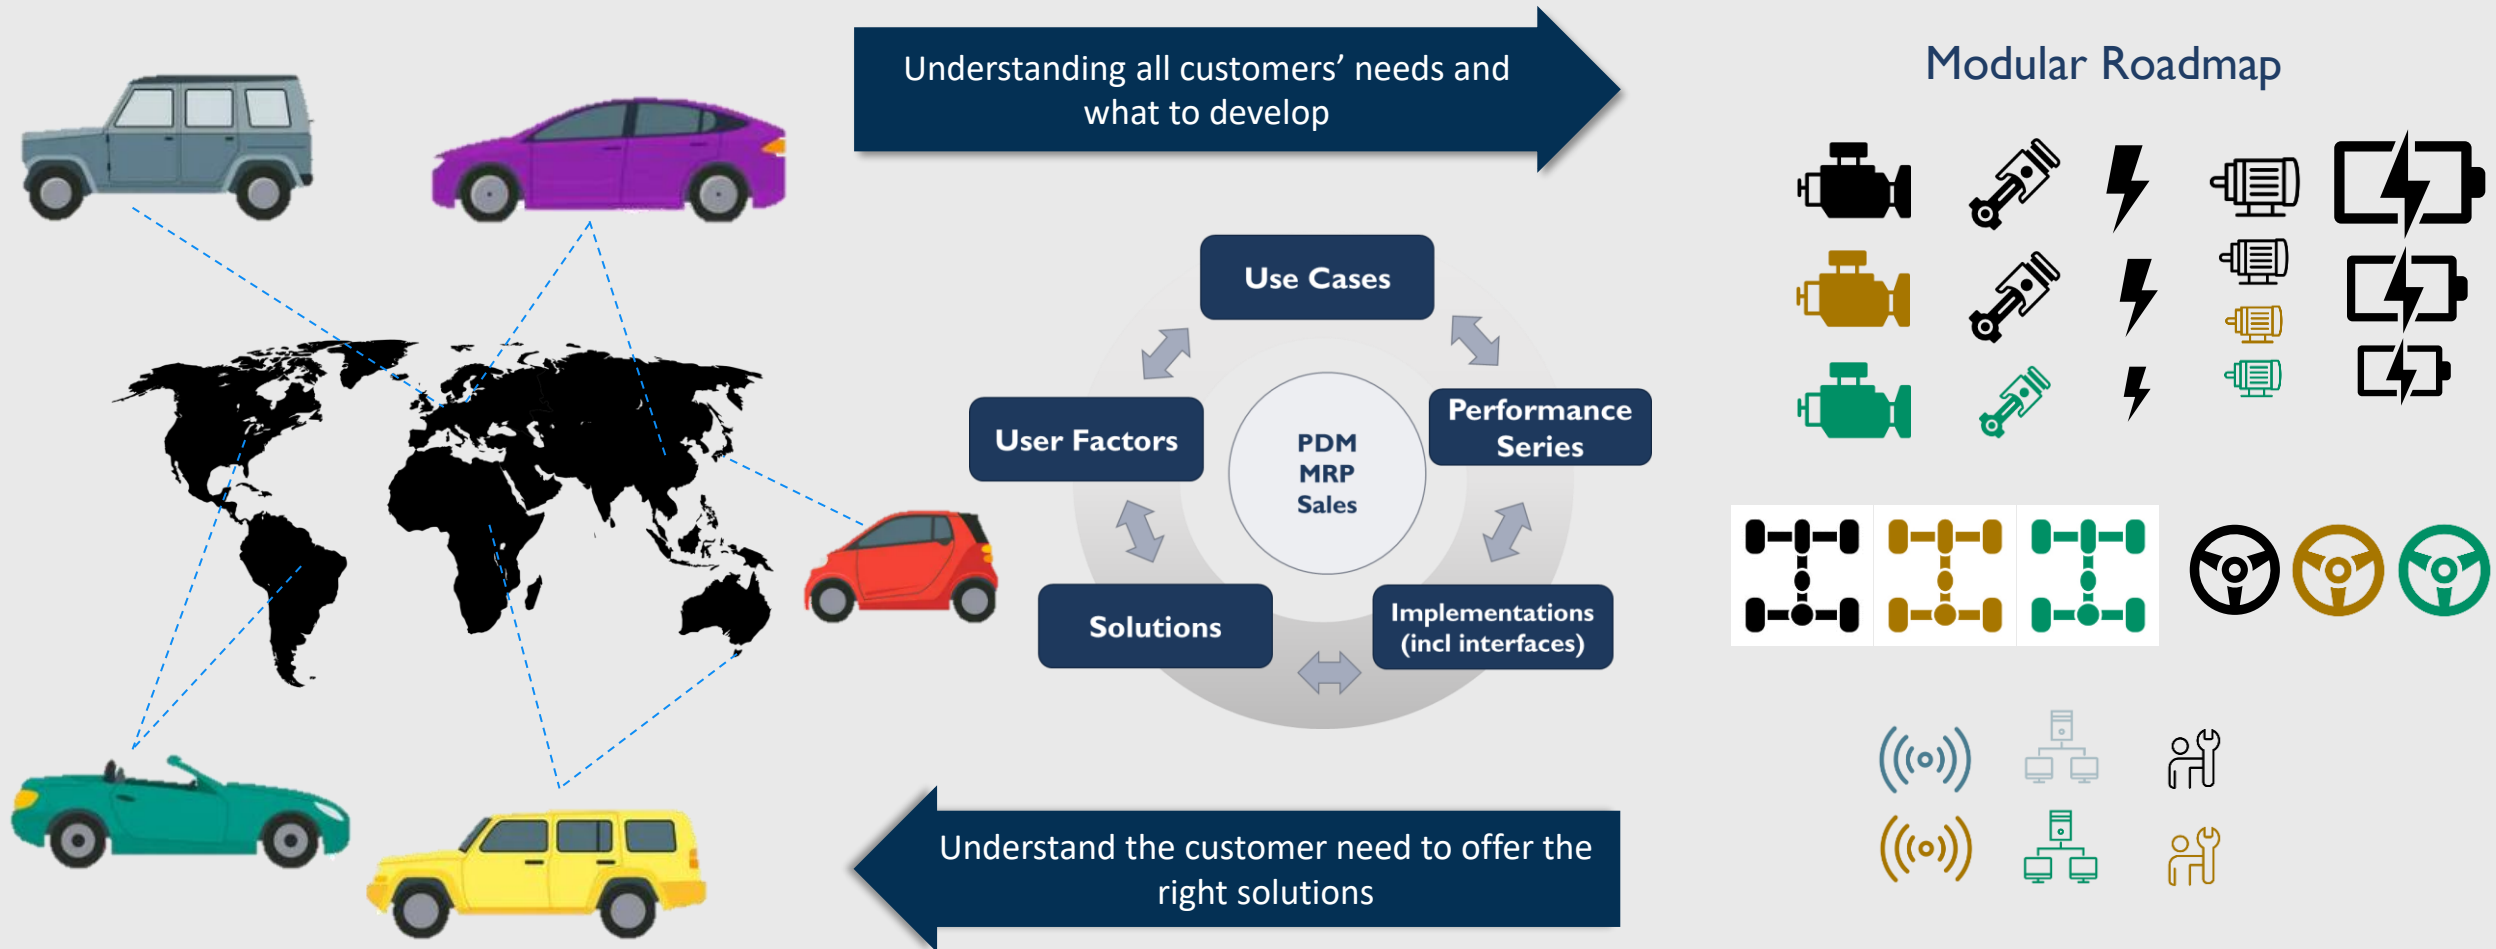 Understanding all customers’ needs and
what to develop
Modular Roadmap
Use Cases
User Factors
Performance
Series
PDM
MRP
Sales
Solutions
Implementations
(incl interfaces)
Understand the customer need to offer the
right solutions